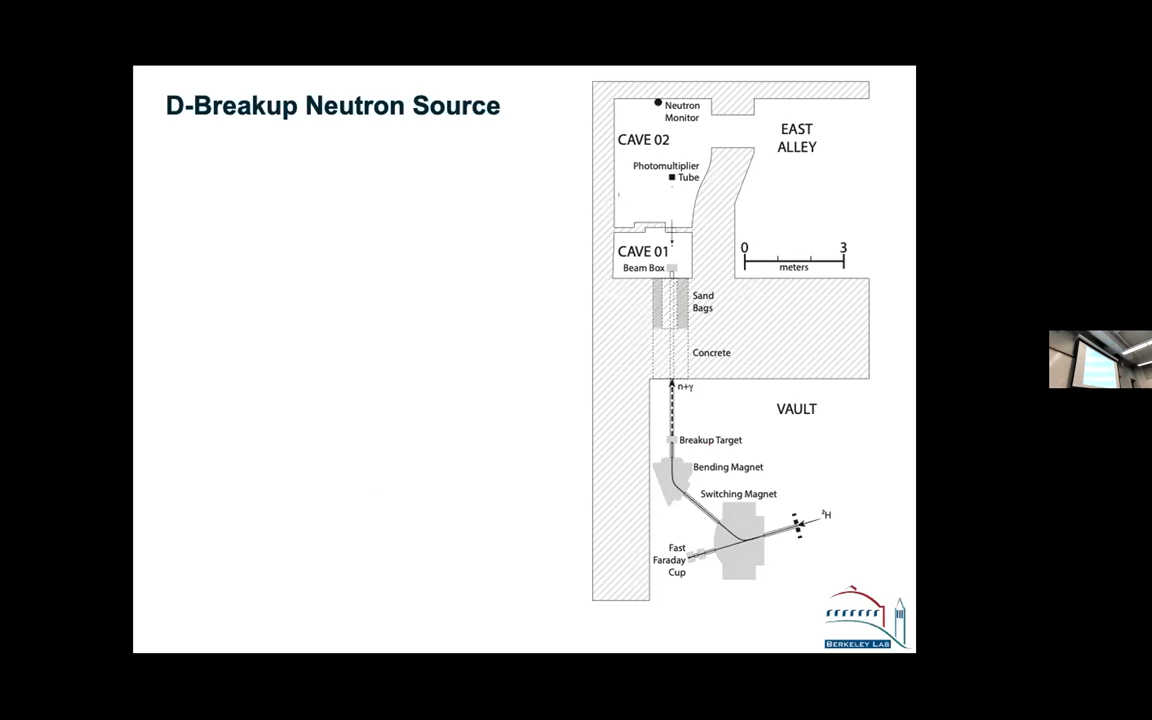 D-Breakup Neutron Source
Neutron
Monitor
CAVE 02
EAST
ALLEY
Photomultiplier
Tube
0
3
meters
CAVE 01
Beam Box
Sand
Bags
Concrete
n+γ
VAULT
Breakup Target
Bending Magnet
Switching Magnet
²H
Fast
Faraday
Cup
BERKELEY LAB